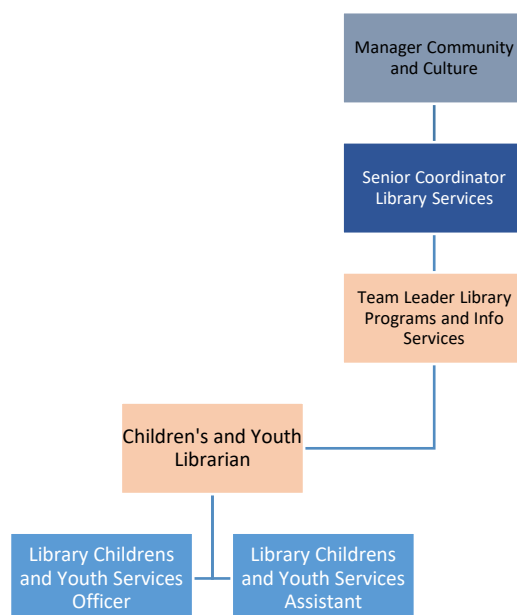 Manager Community
and Culture
Senior Coordinator
Library Services
Team Leader Library
Programs and Info
Services
Children's and Youth
Librarian
Library Childrens
and Youth Services
Officer
Library Childrens
and Youth Services
Assistant